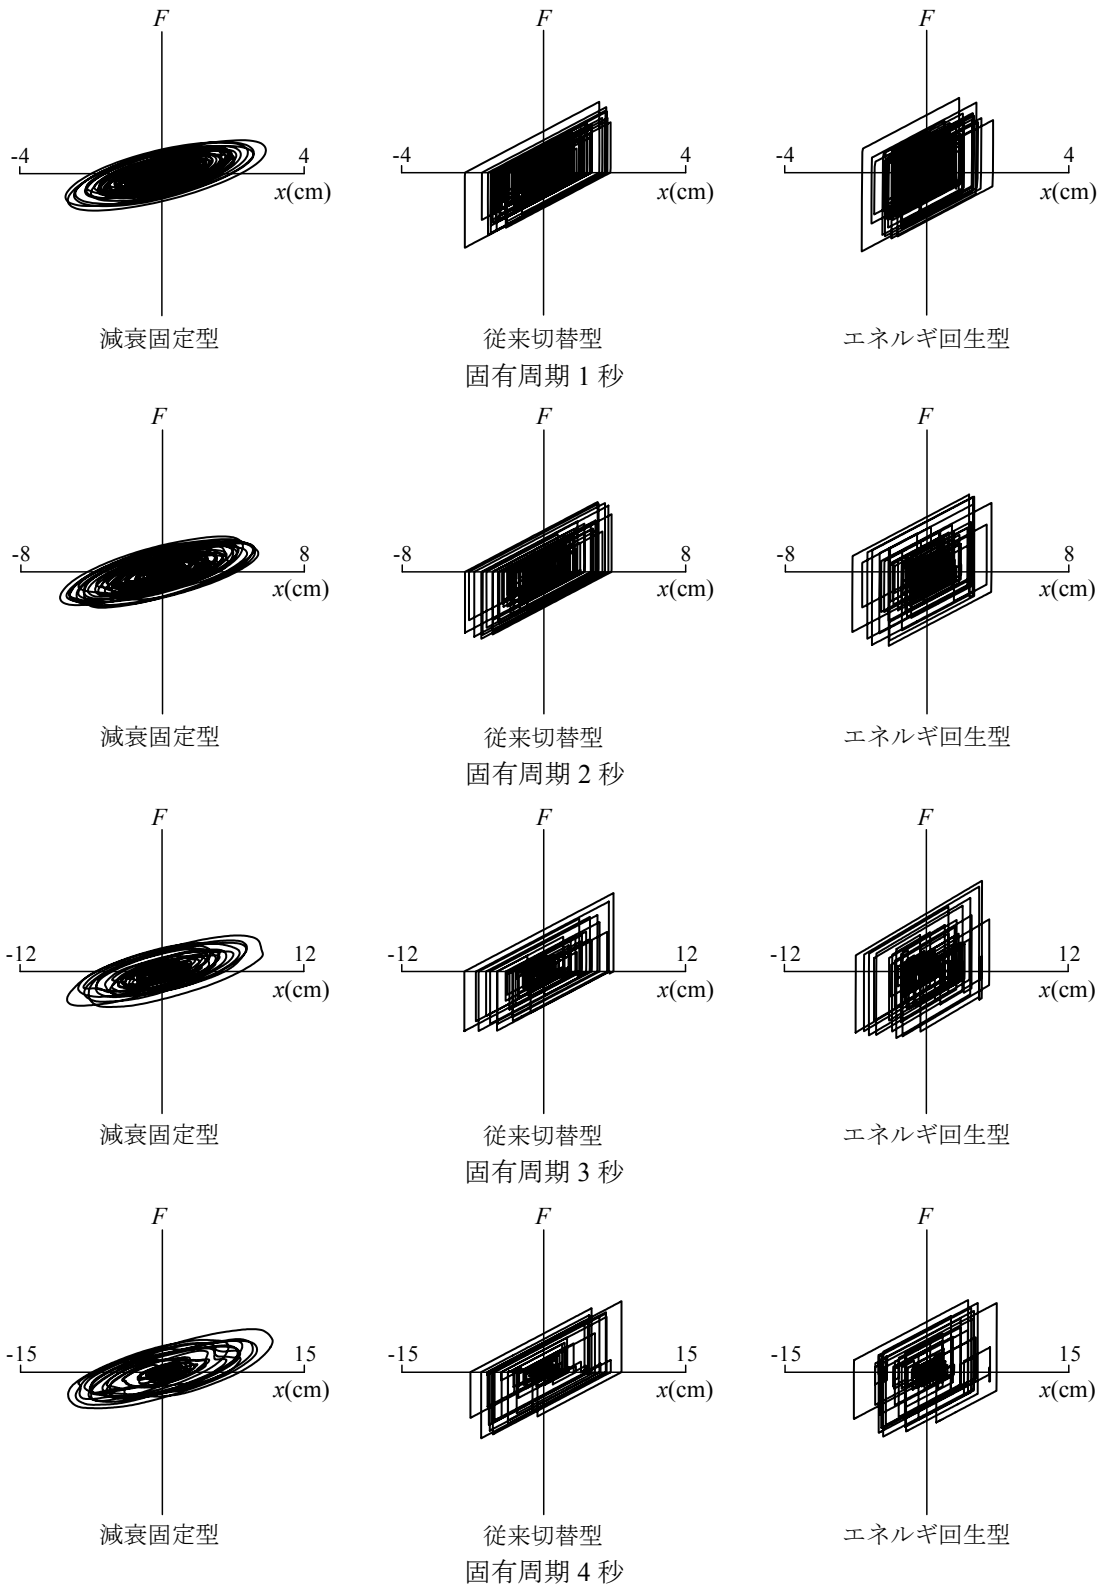 F F F
-4 4 -4 4 -4 4
x(cm) x(cm) x(cm)
減衰固定型 従来切替型 エネルギ回生型
固有周期 1 秒
F F F
-8 8 -8 8 -8 8
x(cm) x(cm) x(cm)
減衰固定型 従来切替型 エネルギ回生型
固有周期 2 秒
F F F
-12 12 -12 12 -12 12
x(cm) x(cm) x(cm)
減衰固定型 従来切替型 エネルギ回生型
固有周期 3 秒
F F F
-15 15 -15 15 -15 15
x(cm) x(cm) x(cm)
減衰固定型 従来切替型 エネルギ回生型
固有周期 4 秒